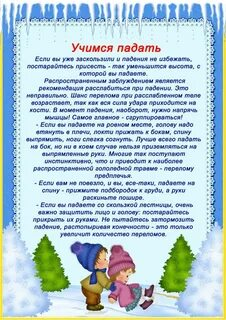 Учимся падать
Если вы уже заскользили и падения не избежать,
постарайтесь присесть - так уменьшится высота, с
которой вы падаете.
Распространенным заблуждением является
рекомендация расслабиться при падении. Это
неправильно. Шанс перелома при расслабленном теле
возрастает, так как вся сила удара приходится на
кости. В момент падения, наоборот, нужно напрячь
мышцы! Самое главное - сгруппироваться!
- Если вы падаете на ровном месте, голову надо
втянуть в плечи, локти прижать к бокам, спину
выпрямить, ноги слегка согнуть. Лучше всего падать
на бок, но ни в коем случае нельзя приземляться на
выпрямленные руки. Многие так поступают
инстинктивно, что и приводит к наиболее
распространенной гололедной травме - перелому
предплечья.
- Если вам не повезло, и вы, все-таки, падаете на
спину - прижмите подбородок к груди, а руки
раскиньте пошире.
- Если вы падаете со скользкой лестницы, очень
важно защитить лицо и голову: постарайтесь
прикрыть их руками. Не пытайтесь затормозить
падение, растопыривая конечности - это только
увеличит количество переломов.